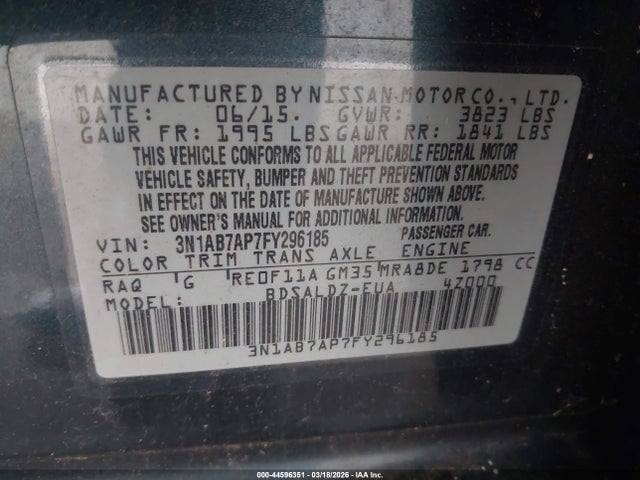 MANUFACTURED BY NISSAN MOTOR CO., LTD.
DATE: 06/15. GVWR: 3823 LBS
GAWR FR: 1995 LBS GAWR RR: 1841 LBS
THIS VEHICLE CONFORMS TO ALL APPLICABLE FEDERAL MOTOR
VEHICLE SAFETY, BUMPER AND THEFT PREVENTION STANDARDS
IN EFFECT ON THE DATE OF MANUFACTURE SHOWN ABOVE.
SEE OWNER'S MANUAL FOR ADDITIONAL INFORMATION.
VIN: 3N1AB7AP7FY296185 PASSENGER CAR
COLOR TRIM TRANS AXLE ENGINE
RAQ G RE0F11A GM35 MRA8DE 1798 CC
MODEL: BDSALDZ-EUA 4Z000
3N1AB7AP7FY296185
000-44596351 | 03/18/2026 | IAA Inc.